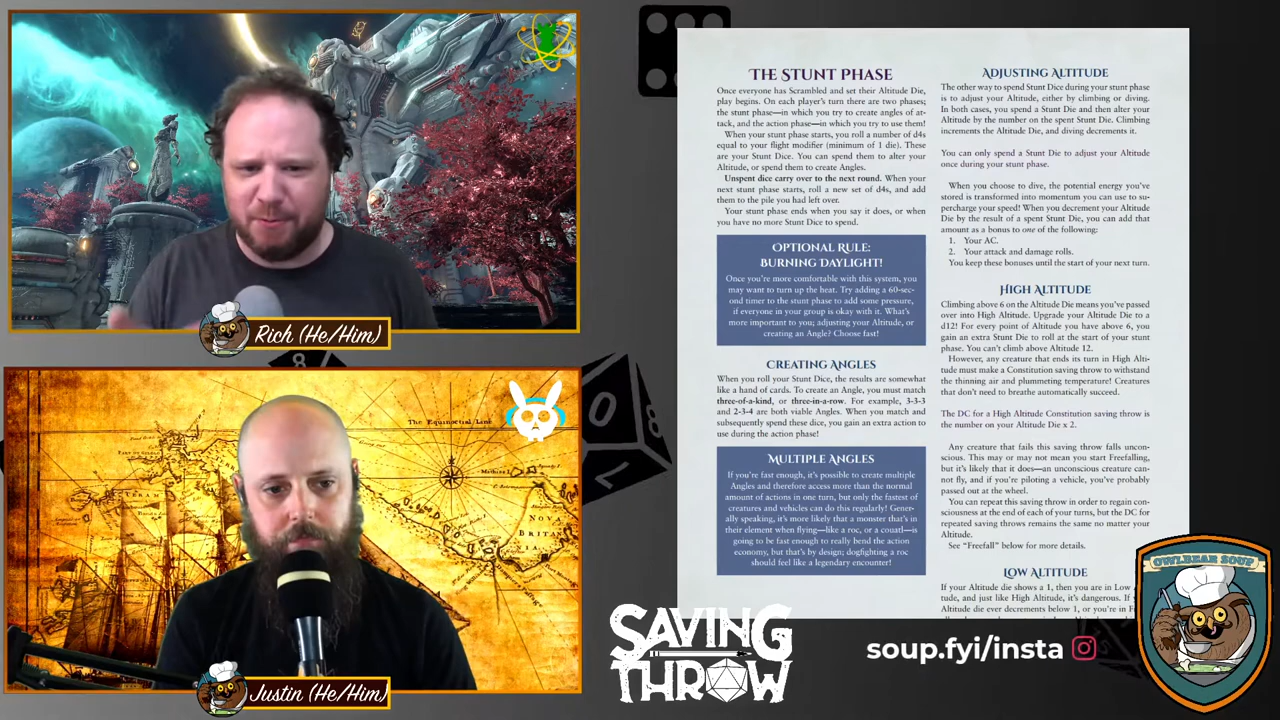 Rich (He/Him)
The Equinoctial Line
Justin (He/Him)
The Stunt Phase
Once everyone has Scrambled and set their Altitude Die,
play begins. On each player's turn there are two phases;
the stunt phase—in which you try to create angles of at-
tack, and the action phase—in which you try to use them!
When your stunt phase starts, you roll a number of d4s
equal to your flight modifier (minimum of 1 die). These
are your Stunt Dice. You can spend them to alter your
Altitude, or spend them to create Angles.
Unspent dice carry over to the next round. When your
next stunt phase starts, roll a new set of d4s, and add
them to the pile you had left over.
Your stunt phase ends when you say it does, or when
you have no more Stunt Dice to spend.
Optional Rule:
Burning Daylight!
Once you're more comfortable with this system, you
may want to turn up the heat. Try adding a 60-sec-
ond timer to the stunt phase to add some pressure,
if everyone in your group is okay with it. What's
more important to you; adjusting your Altitude, or
creating an Angle? Choose fast!
Creating Angles
When you roll your Stunt Dice, the results are somewhat
like a hand of cards. To create an Angle, you must match
three-of-a-kind, or three-in-a-row. For example, 3-3-3
and 2-3-4 are both viable Angles. When you match and
subsequently spend these dice, you gain an extra action to
use during the action phase!
Multiple Angles
If you're fast enough, it's possible to create multiple
Angles and therefore access more than the normal
amount of actions in one turn, but only the fastest of
creatures and vehicles can do this regularly! Gener-
ally speaking, it's more likely that a monster that's in
their element when flying—like a roc, or a couatl—is
going to be fast enough to really bend the action
economy, but that's by design; dogfighting a roc
should feel like a legendary encounter!
Adjusting Altitude
The other way to spend Stunt Dice during your stunt phase
is to adjust your Altitude, either by climbing or diving.
In both cases, you spend a Stunt Die and then alter your
Altitude by the number on the spent Stunt Die. Climbing
increments the Altitude Die, and diving decrements it.
You can only spend a Stunt Die to adjust your Altitude
once during your stunt phase.
When you choose to dive, the potential energy you've
stored is transformed into momentum you can use to su-
percharge your speed! When you decrement your Altitude
Die by the result of a spent Stunt Die, you can add that
amount as a bonus to one of the following:
1. Your AC.
2. Your attack and damage rolls.
You keep these bonuses until the start of your next turn.
High Altitude
Climbing above 6 on the Altitude Die means you've passed
over into High Altitude. Upgrade your Altitude Die to a
d12! For every point of Altitude you have above 6, you
gain an extra Stunt Die to roll at the start of your stunt
phase. You can't climb above Altitude 12.
However, any creature that ends its turn in High Alti-
tude must make a Constitution saving throw to withstand
the thinning air and plummeting temperature! Creatures
that don't need to breathe automatically succeed.
The DC for a High Altitude Constitution saving throw is
the number on your Altitude Die x 2.
Any creature that fails this saving throw falls uncon-
scious. This may or may not mean you start Freefalling,
but it's likely that it does—an unconscious creature can-
not fly, and if you're piloting a vehicle, you've probably
passed out at the wheel.
You can repeat this saving throw in order to regain con-
sciousness at the end of each of your turns, but the DC for
repeated saving throws remains the same no matter your
Altitude.
See "Freefall" below for more details.
Low Altitude
If your Altitude die shows a 1, then you are in Low
tude, and just like High Altitude, it's dangerous. If
Altitude die ever decrements below 1, or you're in
SAVING
THROW
soup.fyi/insta
OWLBEAR SOUP